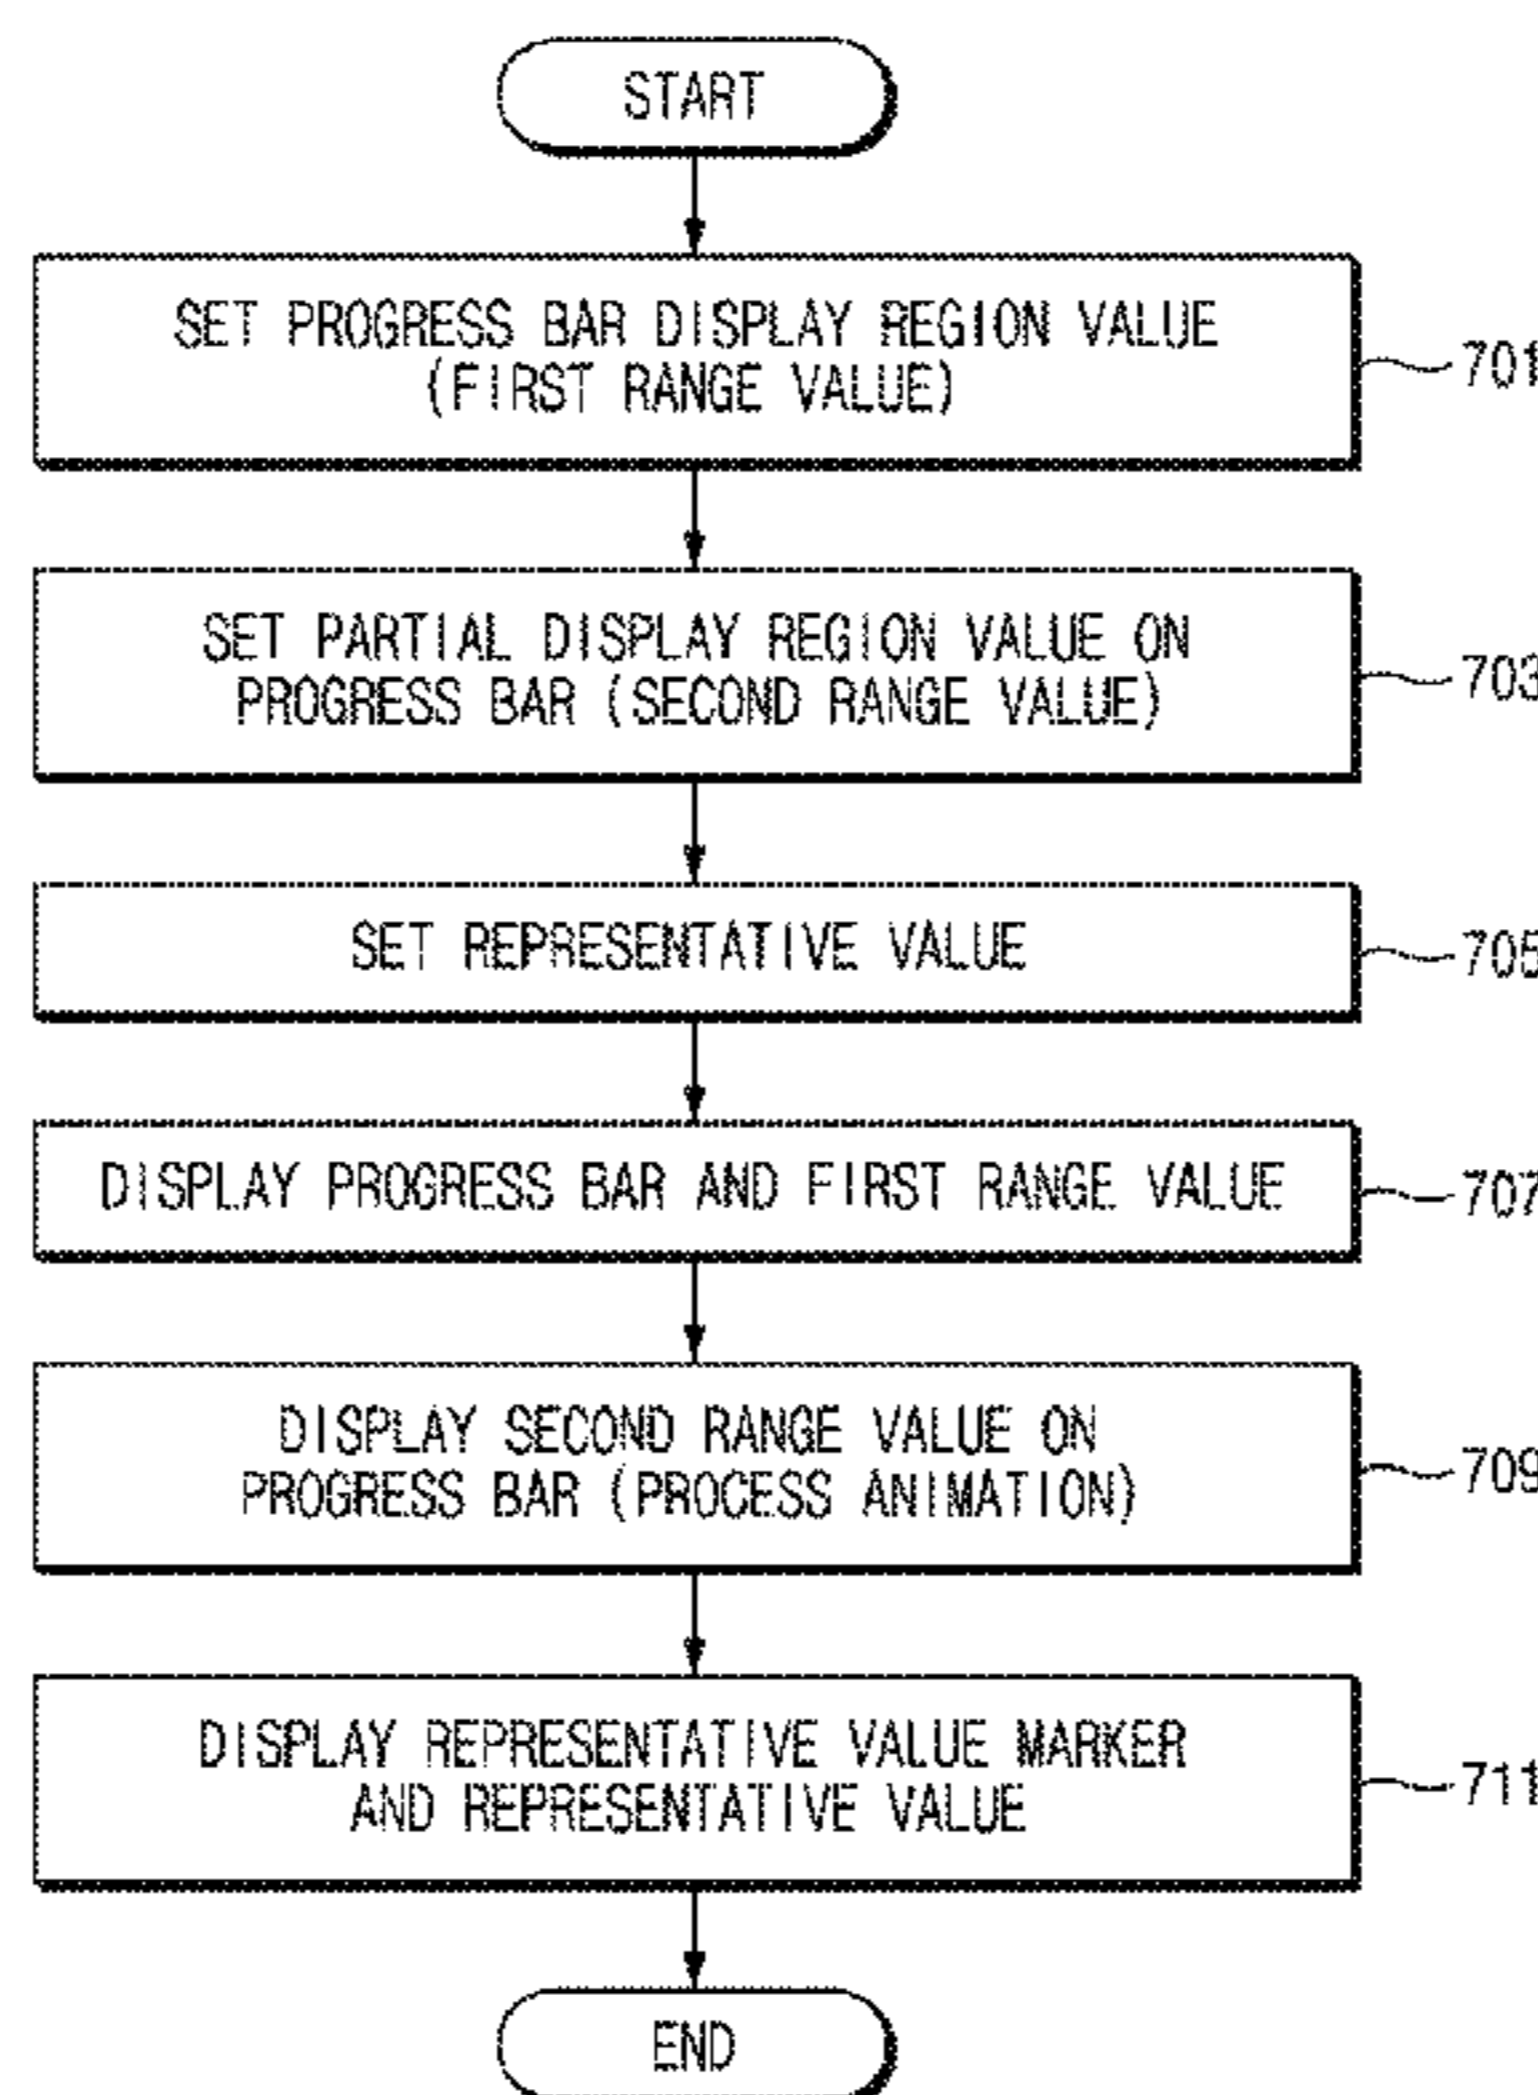 START
SET PROGRESS BAR DISPLAY REGION VALUE
(FIRST RANGE VALUE)
701
SET PARTIAL DISPLAY REGION VALUE ON
PROGRESS BAR (SECOND RANGE VALUE)
703
SET REPRESENTATIVE VALUE
705
DISPLAY PROGRESS BAR AND FIRST RANGE VALUE
707
DISPLAY SECOND RANGE VALUE ON
PROGRESS BAR (PROCESS ANIMATION)
709
DISPLAY REPRESENTATIVE VALUE MARKER
AND REPRESENTATIVE VALUE
711
END